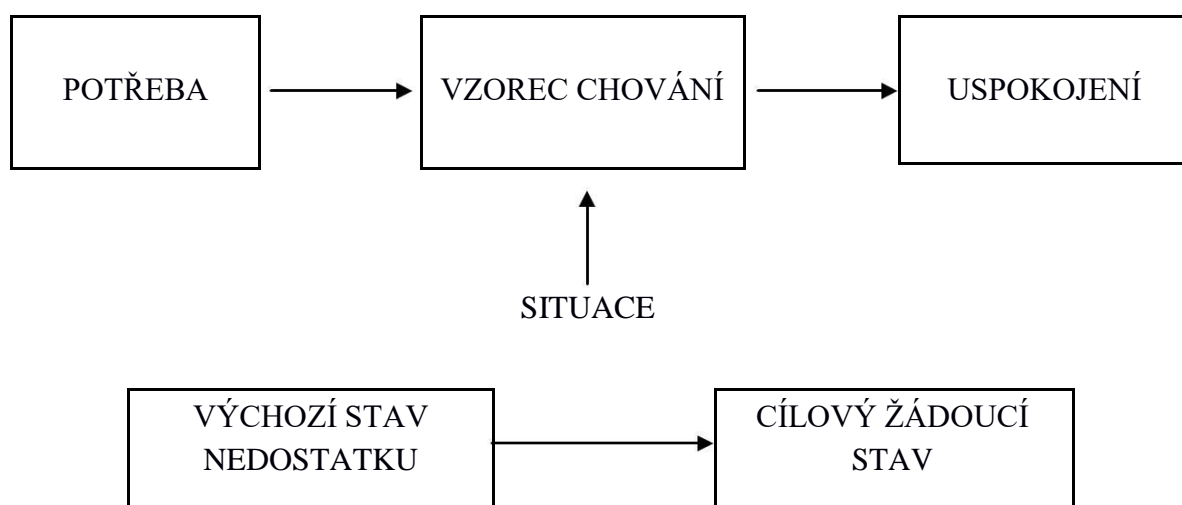 POTŘEBA
VZOREC CHOVÁNÍ
USPOKOJENÍ
SITUACE
VÝCHOZÍ STAV
NEDOSTATKU
CÍLOVÝ ŽÁDOUCÍ
STAV